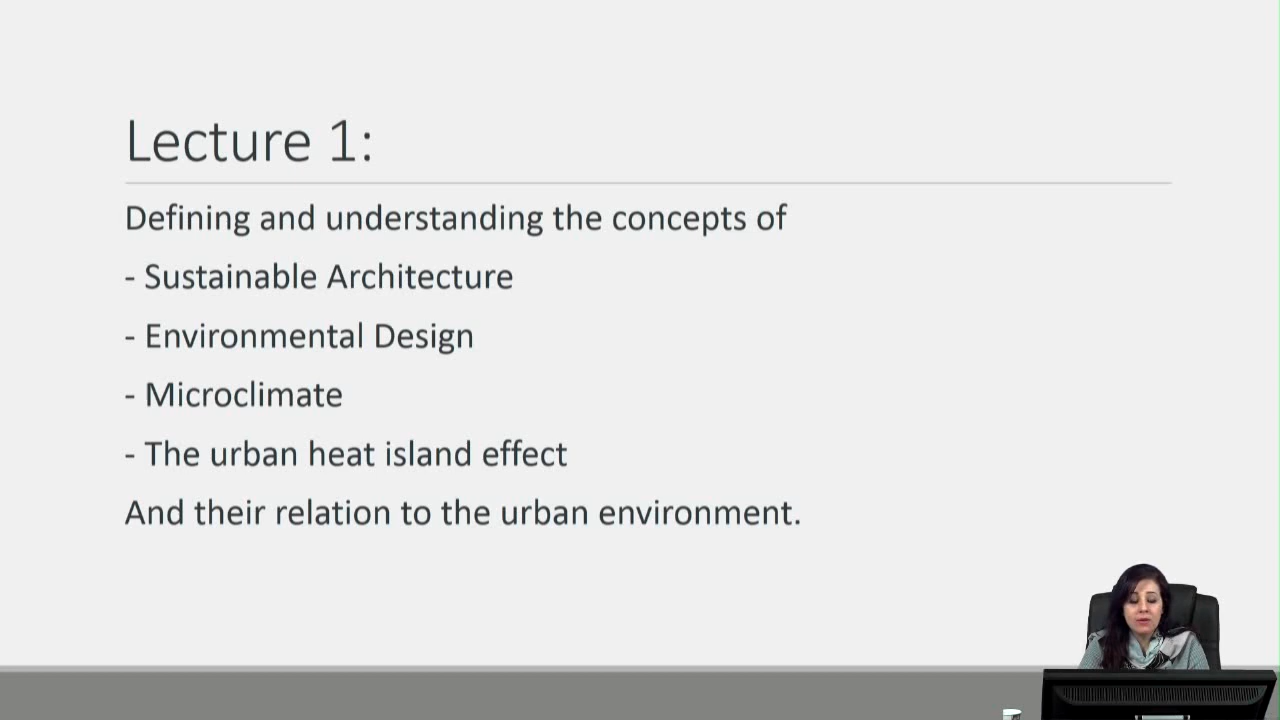 Lecture 1:
Defining and understanding the concepts of
- Sustainable Architecture
- Environmental Design
- Microclimate
- The urban heat island effect
And their relation to the urban environment.